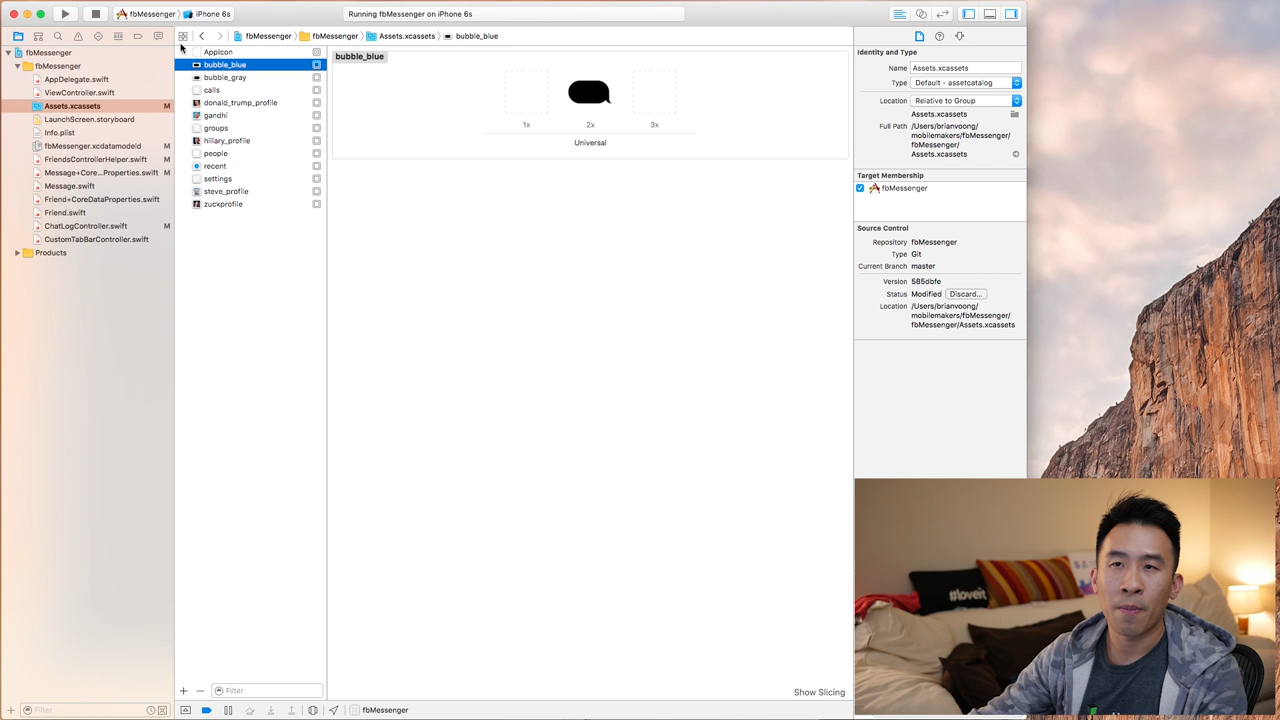 fbMessenger
iPhone 6s
Running fbMessenger on iPhone 6s
fbMessenger
fbMessenger
Assets.xcassets
bubble_blue
fbMessenger
fbMessenger
AppDelegate.swift
ViewController.swift
Assets.xcassets M
LaunchScreen.storyboard
Info.plist
fbMessenger.xcdatamodeld M
FriendsControllerHelper.swift M
Message+Core...Properties.swift M
Message.swift
Friend+CoreDataProperties.swift
Friend.swift
ChatLogController.swift M
CustomTabBarController.swift
Products
Filter
AppIcon
bubble_blue
bubble_gray
calls
donald_trump_profile
gandhi
groups
hillary_profile
people
recent
settings
steve_profile
zuckprofile
Filter
bubble_blue
1x
2x
3x
Universal
Show Slicing
fbMessenger
Identity and Type
Name Assets.xcassets
Type Default - assetcatalog
Location Relative to Group
Assets.xcassets
Full Path /Users/brianvoong/
mobilemakers/fbMessenger/
fbMessenger/
Assets.xcassets
Target Membership
fbMessenger
Source Control
Repository fbMessenger
Type Git
Current Branch master
Version 585dbfe
Status Modified Discard...
Location /Users/brianvoong/
mobilemakers/fbMessenger/
fbMessenger/Assets.xcassets
#loveit